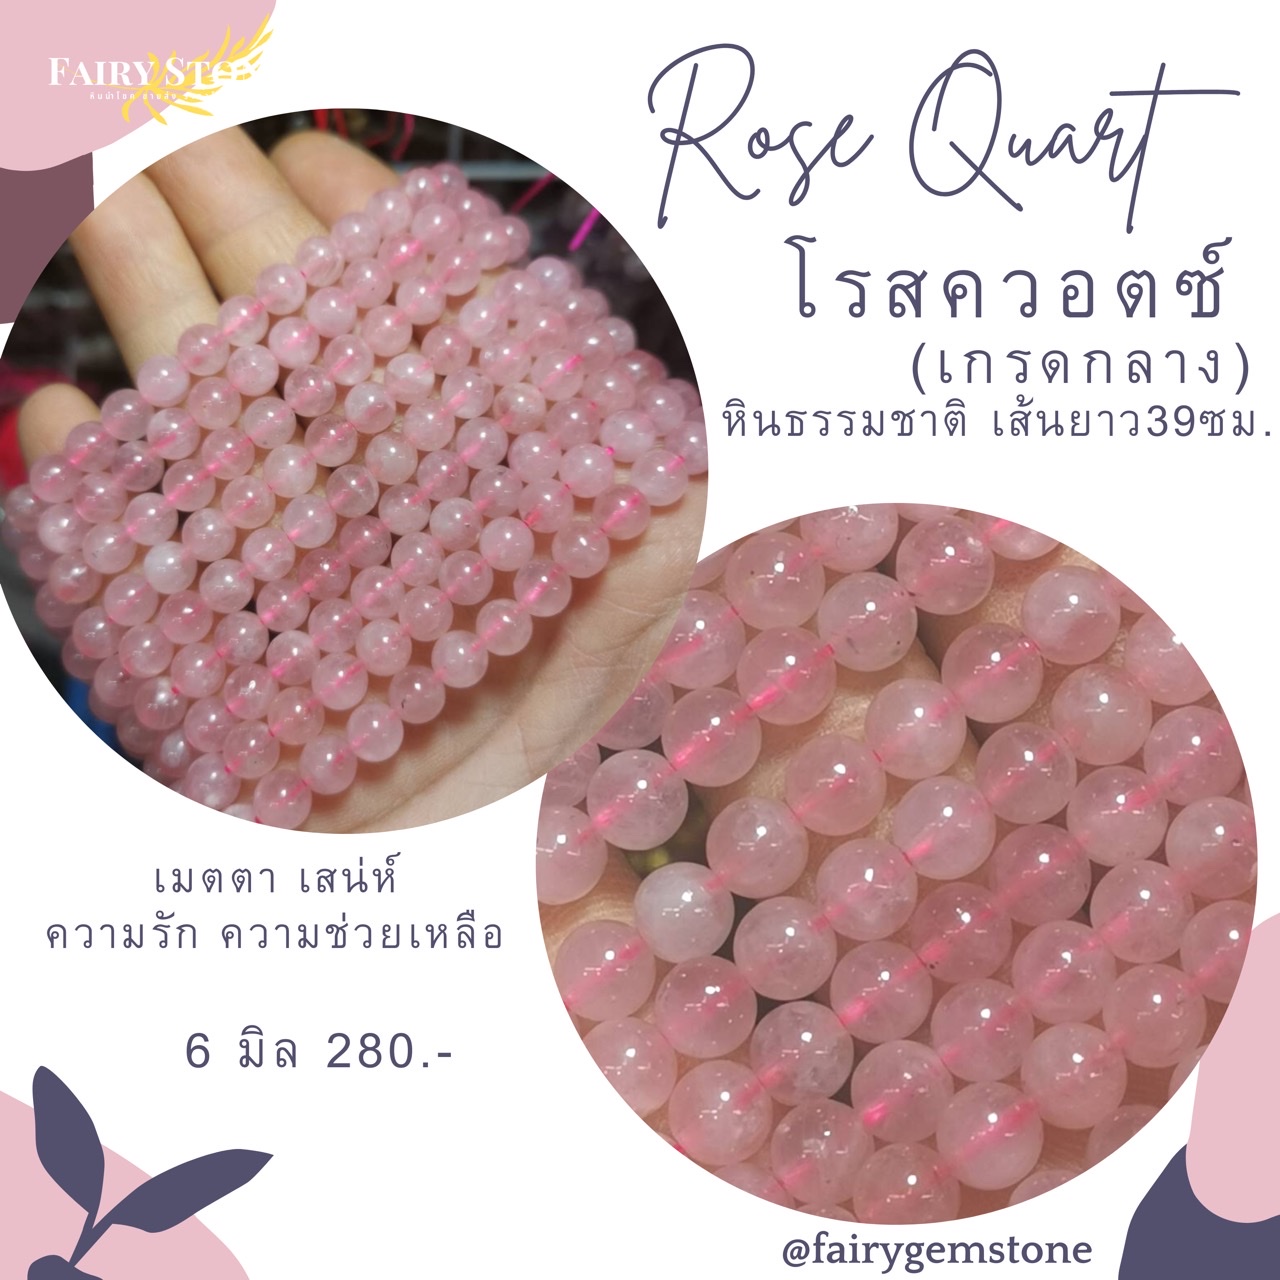 FAIRY STO
Rose Quart
โรสควอตซ์
(เกรดกลาง)
หินธรรมชาติ เส้นยาว39ซม.
เมตตา เสน่ห์
ความรัก ความช่วยเหลือ
6 มิล 280.-
@fairygemstone